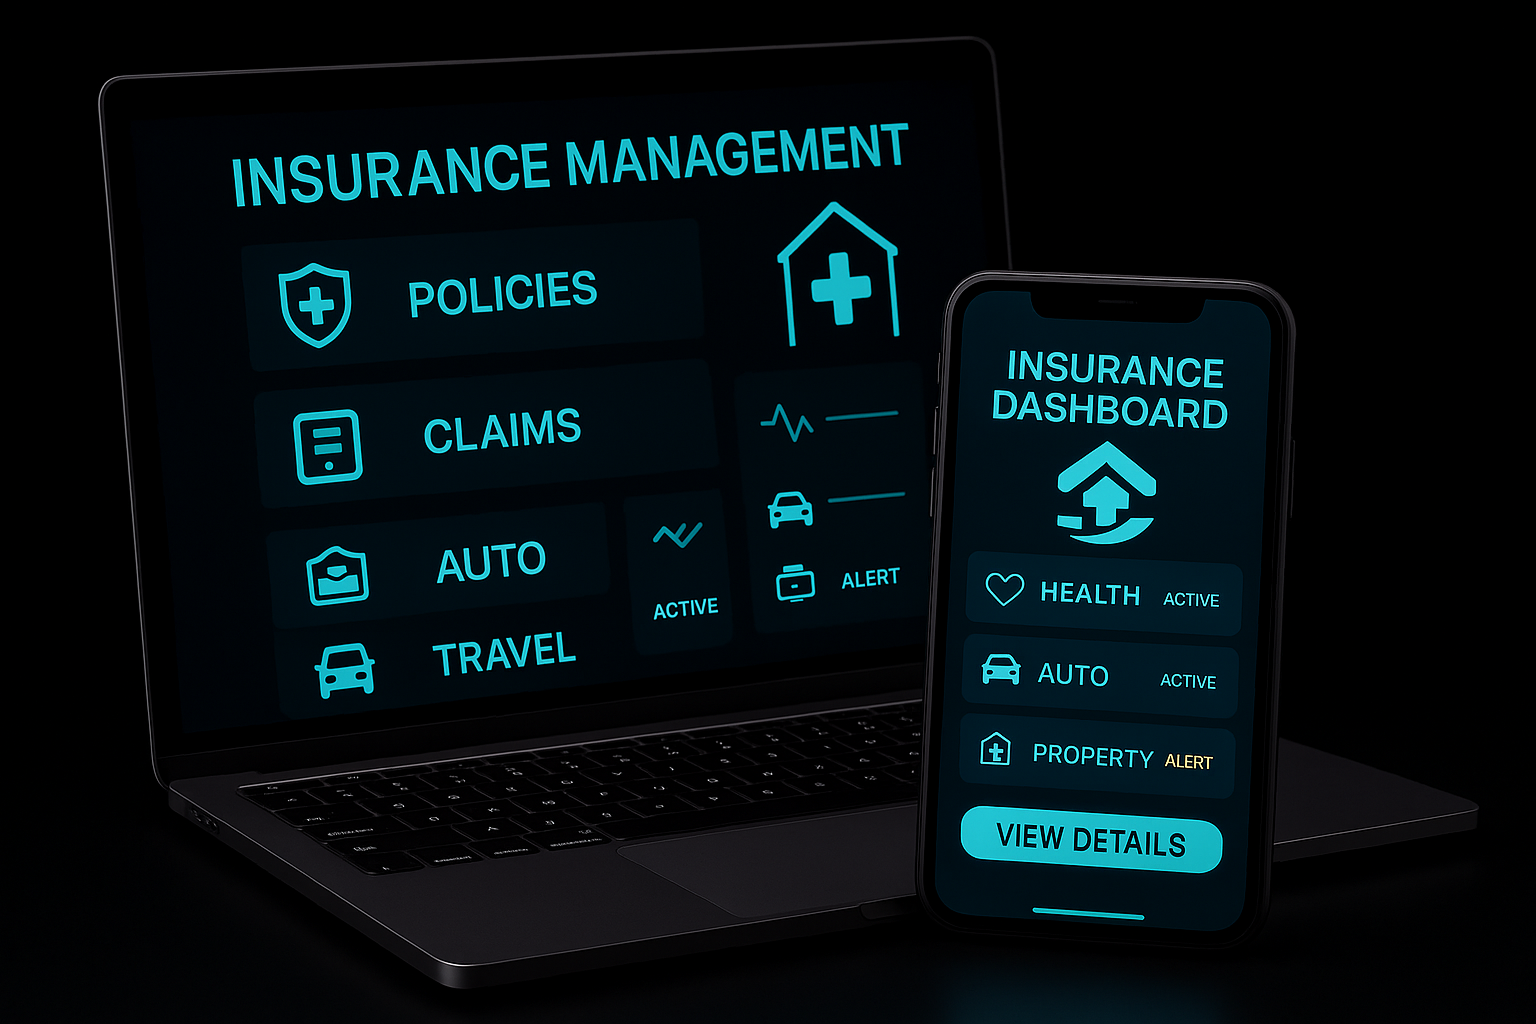 INSURANCE MANAGEMENT
POLICIES
CLAIMS
AUTO
TRAVEL
ACTIVE
ALERT
INSURANCE
DASHBOARD
HEALTH ACTIVE
AUTO ACTIVE
PROPERTY ALERT
VIEW DETAILS